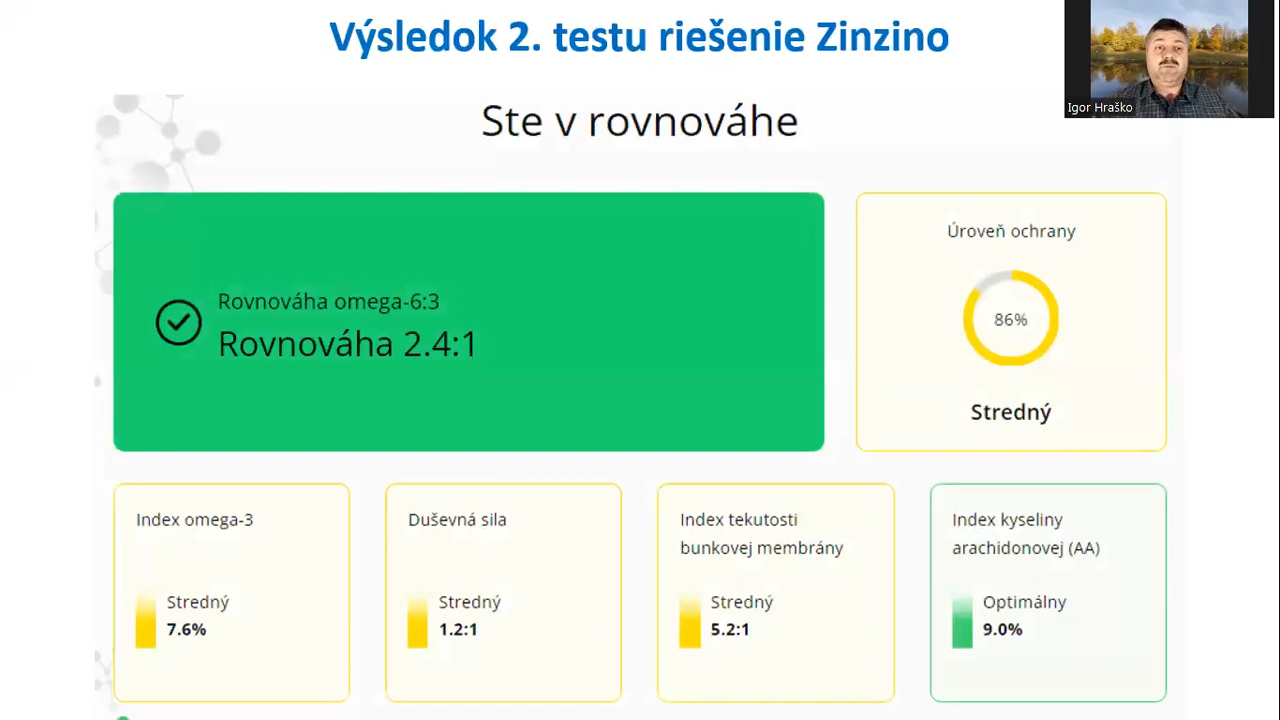 Výsledok 2. testu riešenie Zinzino
Igor Hraško
Ste v rovnováhe
Rovnováha omega-6:3
Rovnováha 2.4:1
Úroveň ochrany
86%
Stredný
Index omega-3
Stredný
7.6%
Duševná sila
Stredný
1.2:1
Index tekutosti
bunkovej membrány
Stredný
5.2:1
Index kyseliny
arachidonovej (AA)
Optimálny
9.0%